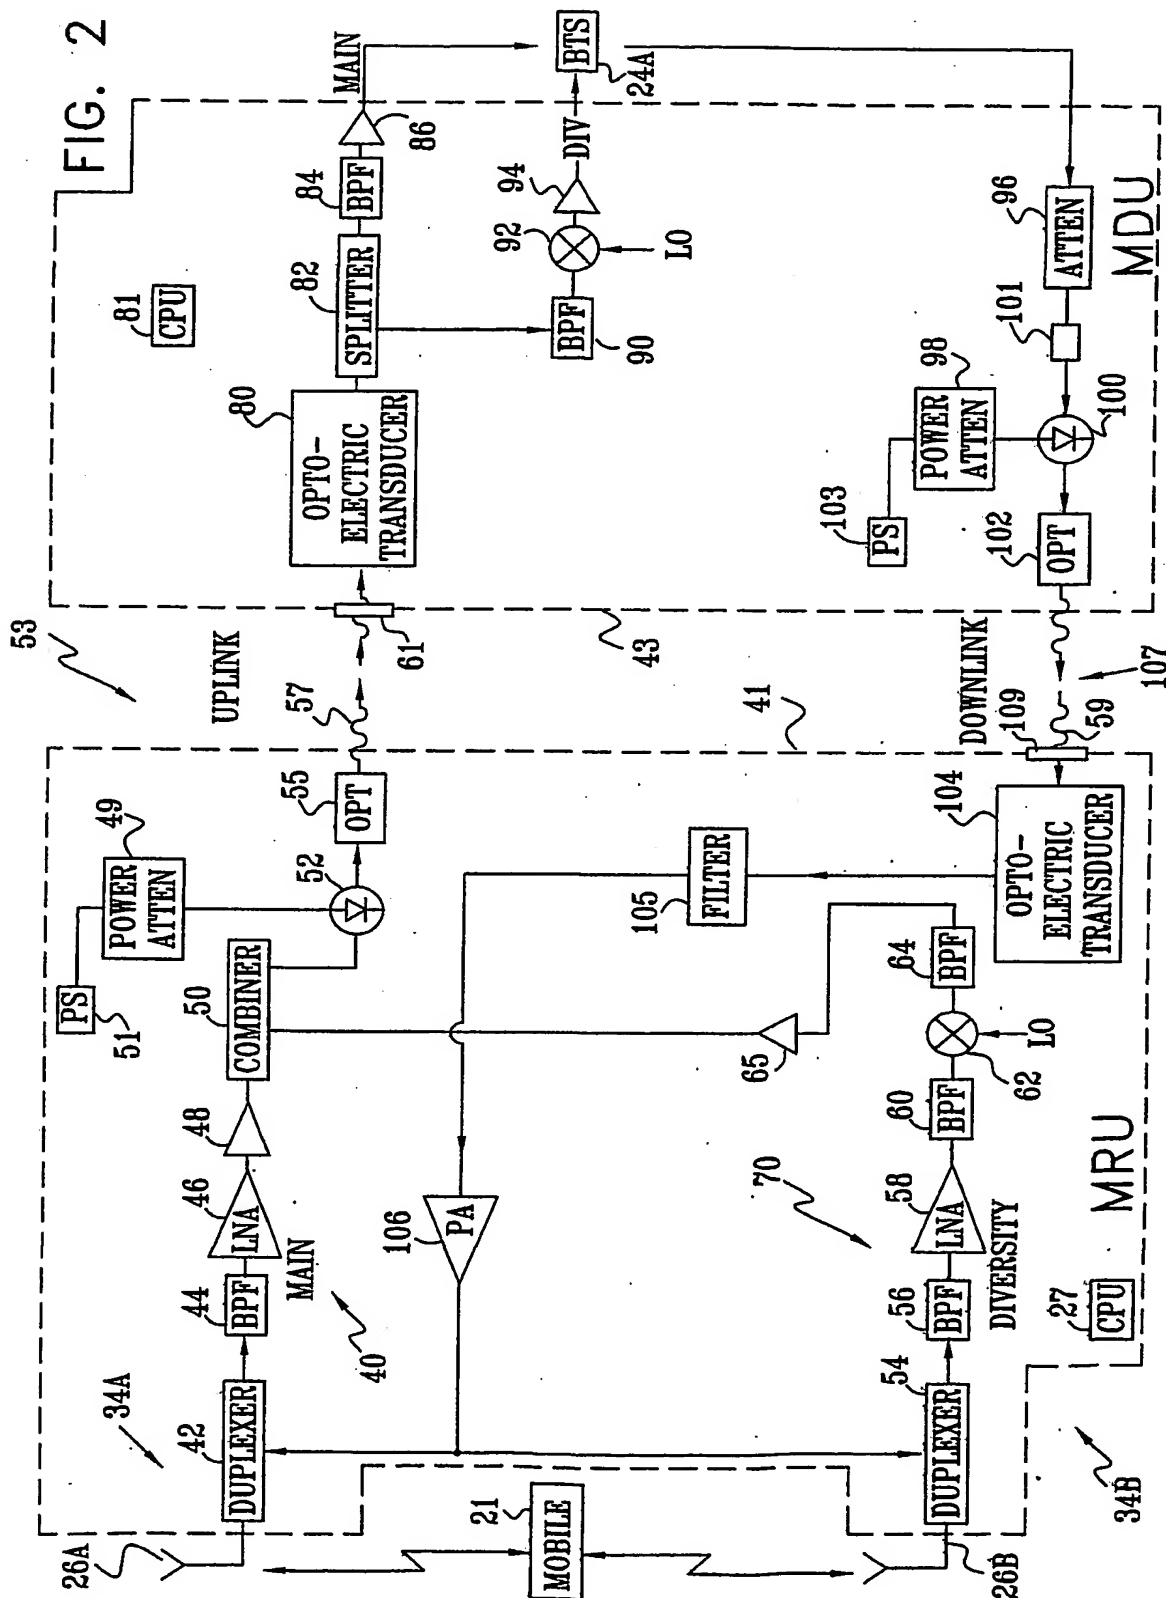 FIG. 2
53
UPLINK
57
61
43
DOWNLINK
41
109
59
107
81
CPU
80
OPTO-
ELECTRIC
TRANSDUCER
82
SPLITTER
84
BPF
86
MAIN
BTS
24A
DIV
94
92
LO
BPF
90
96
ATTEN
101
98
POWER
ATTEN
100
103
PS
102
OPT
MDU
34A
26A
42
DUPLEXER
44
BPF
46
LNA
48
MAIN
40
50
COMBINER
PS
51
49
POWER
ATTEN
52
55
OPT
106
PA
105
FILTER
104
OPTO-
ELECTRIC
TRANSDUCER
65
21
MOBILE
26B
54
DUPLEXER
34B
56
BPF
58
LNA
DIVERSITY
70
60
BPF
62
LO
64
BPF
27
CPU
MRU